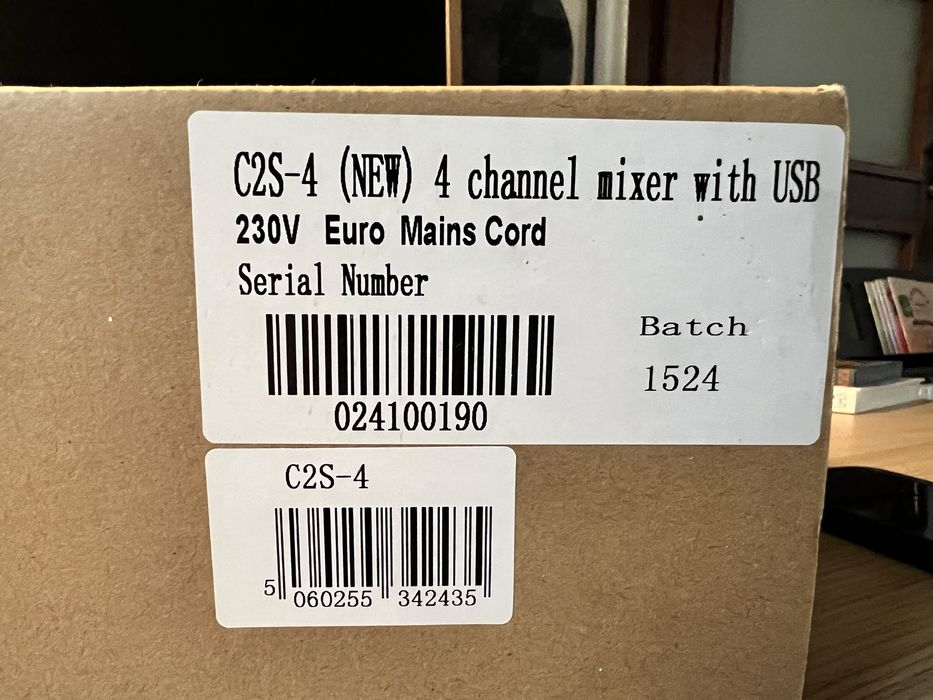 C2S-4 (NEW) 4 channel mixer with USB
230V Euro Mains Cord
Serial Number
Batch
1524
024100190
C2S-4
5 060255 342435